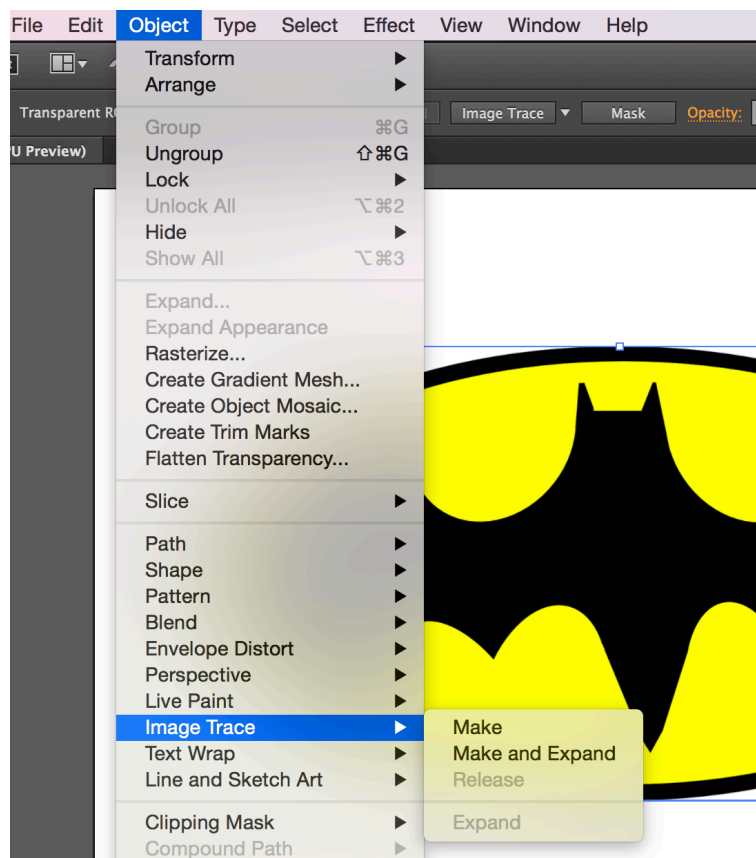 File Edit Object Type Select Effect View Window Help
Transparent Image Trace Mask Opacity:
Preview)
Transform
Arrange
Group ⌘G
Ungroup ⇧⌘G
Lock
Unlock All ⌥⌘2
Hide
Show All ⌥⌘3
Expand...
Expand Appearance
Rasterize...
Create Gradient Mesh...
Create Object Mosaic...
Create Trim Marks
Flatten Transparency...
Slice
Path
Shape
Pattern
Blend
Envelope Distort
Perspective
Live Paint
Image Trace
Make
Text Wrap
Make and Expand
Line and Sketch Art
Release
Clipping Mask
Expand
Compound Path